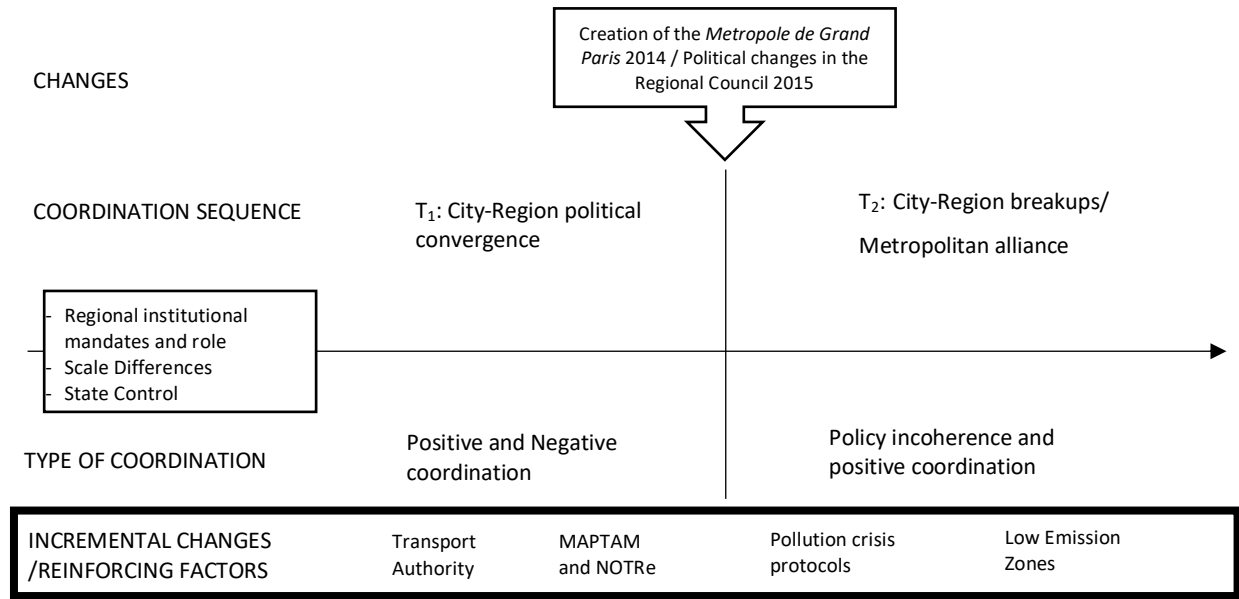 Creation of the Metropole de Grand
Paris 2014 / Political changes in the
Regional Council 2015
CHANGES
COORDINATION SEQUENCE
T1: City-Region political
convergence
T2: City-Region breakups/
Metropolitan alliance
- Regional institutional
mandates and role
- Scale Differences
- State Control
TYPE OF COORDINATION
Positive and Negative
coordination
Policy incoherence and
positive coordination
INCREMENTAL CHANGES
/REINFORCING FACTORS
Transport
Authority
MAPTAM
and NOTRe
Pollution crisis
protocols
Low Emission
Zones